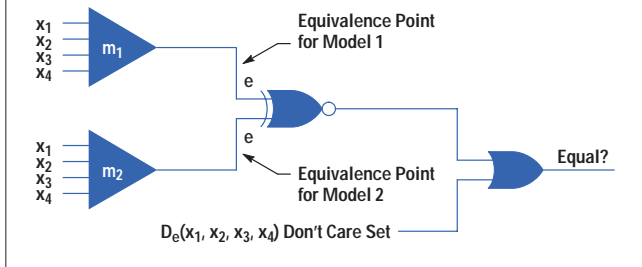 x₁
x₂
x₃
x₄
m₁
Equivalence Point
for Model 1
e
e
x₁
x₂
x₃
x₄
m₂
Equivalence Point
for Model 2
Equal?
Dₑ(x₁, x₂, x₃, x₄) Don't Care Set